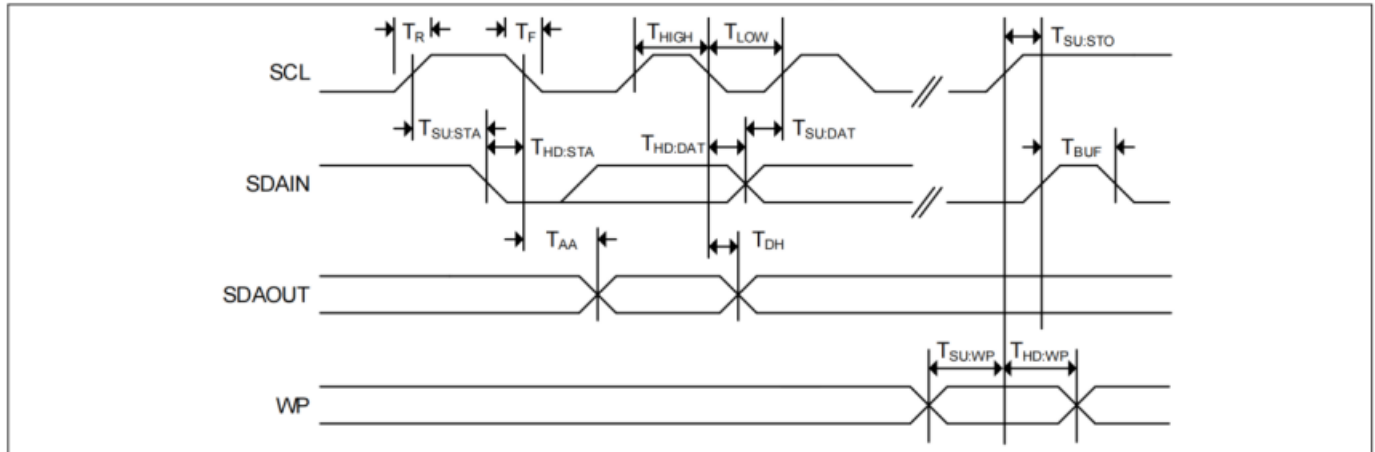 TR TF THIGH TLOW TSU:STO
SCL
TSU:STA THD:STA THD:DAT TSU:DAT TBUF
SDAIN
TAA TDH
SDAOUT
TSU:WP THD:WP
WP